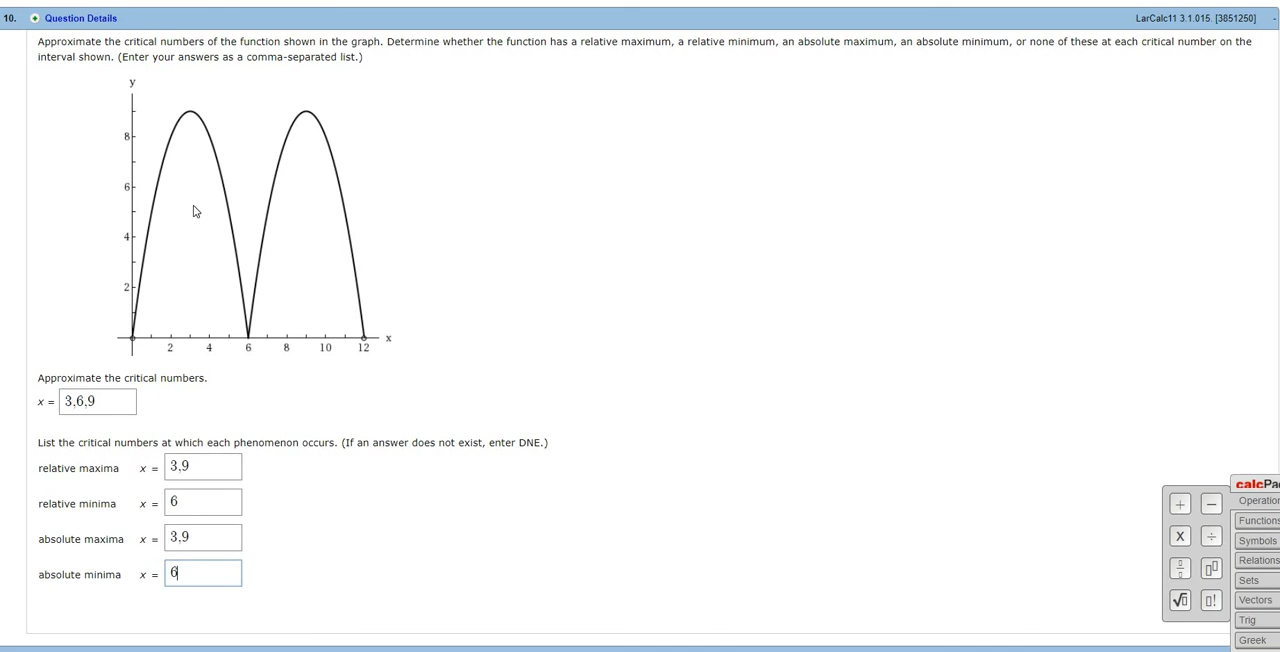 10. Question Details LarCalc11 3.1.015. [3851250] -
Approximate the critical numbers of the function shown in the graph. Determine whether the function has a relative maximum, a relative minimum, an absolute maximum, an absolute minimum, or none of these at each critical number on the
interval shown. (Enter your answers as a comma-separated list.)
y
8
6
4
2
x
2 4 6 8 10 12
Approximate the critical numbers.
x = 3,6,9
List the critical numbers at which each phenomenon occurs. (If an answer does not exist, enter DNE.)
relative maxima x = 3,9
relative minima x = 6
absolute maxima x = 3,9
absolute minima x = 6
calcPa
Operation
+ −
Functions
X ÷
Symbols
Relations
Sets
√ !
Vectors
Trig
Greek